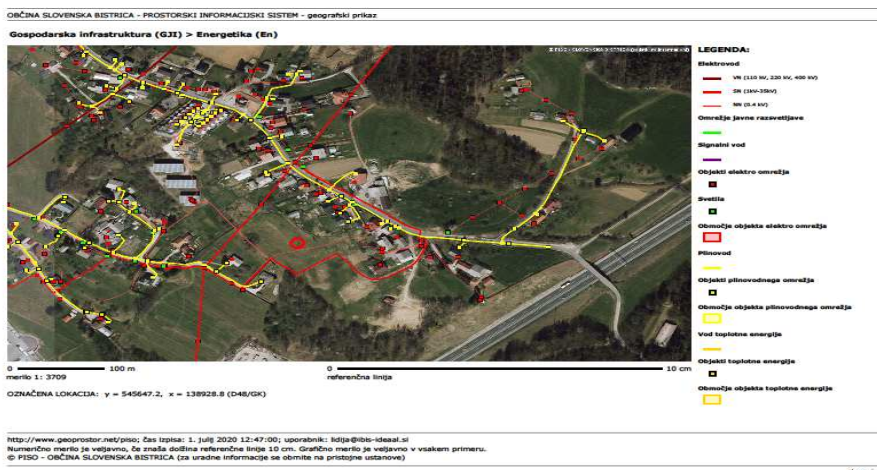 OBČINA SLOVENSKA BISTRICA - PROSTORSKI INFORMACIJSKI SISTEM - geografski prikaz
Gospodarska infrastruktura (GJI) > Energetika (En)
LEGENDA:
Elektrovod
VN (110 kV, 220 kV, 400 kV)
SN (1kV-35kV)
NN (0.4 kV)
Omrežje javne razsvetljave
Signalni vod
Objekti elektro omrežja
Svetila
Območje objekta elektro omrežja
Plinovod
Objekti plinovodnega omrežja
Območje objekta plinovodnega omrežja
Vod toplotne energije
Objekti toplotne energije
Območje objekta toplotne energije
0 100 m 0 10 cm
merilo 1: 3709 referenčna linija
OZNAČENA LOKACIJA: y = 545647.2, x = 138928.8 (D48/GK)
http://www.geoprostor.net/piso; čas izpisa: 1. julij 2020 12:47:00; uporabnik: lidija@ibis-ideaal.si
Numerično merilo je veljavno, če znaša dolžina referenčne linije 10 cm. Grafično merilo je veljavno v vsakem primeru.
© PISO - OBČINA SLOVENSKA BISTRICA (za uradne informacije se obrnite na pristojne ustanove)